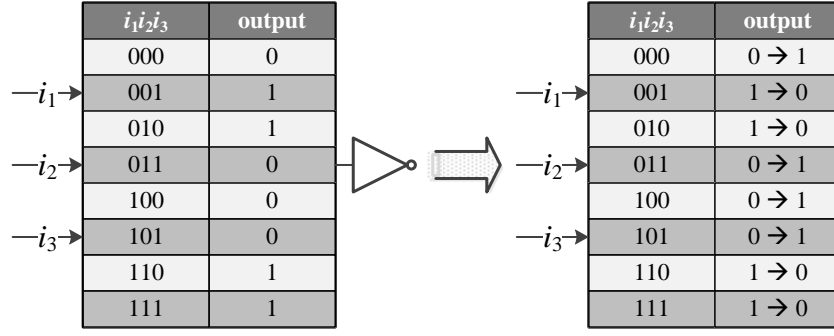 i1i2i3 output
000 0
001 1
010 1
011 0
100 0
101 0
110 1
111 1
i1
i2
i3
i1i2i3 output
000 0 → 1
001 1 → 0
010 1 → 0
011 0 → 1
100 0 → 1
101 0 → 1
110 1 → 0
111 1 → 0
i1
i2
i3